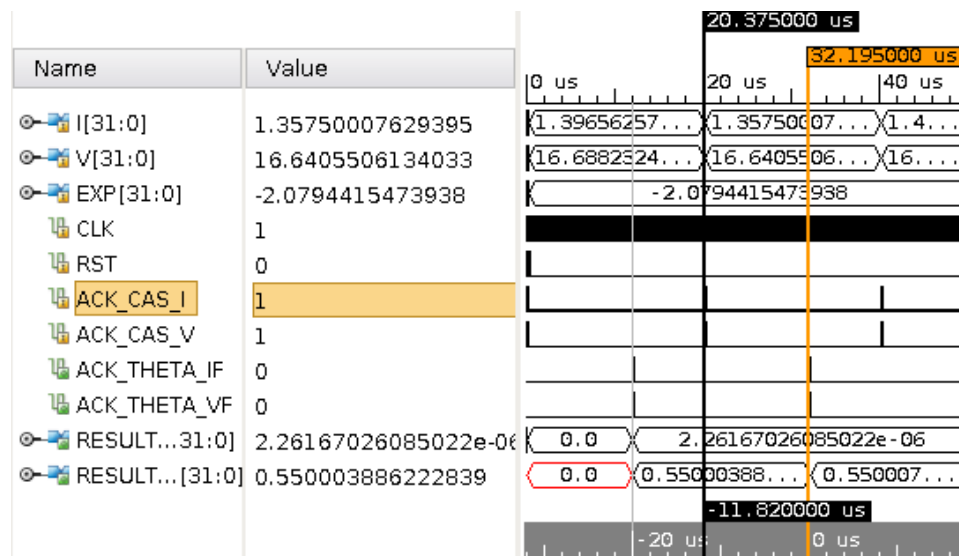 20.375000 us
Name Value 32.195000 us
0 us 20 us 40 us
I[31:0] 1.35750007629395 1.39656257... 1.35750007... 1.4...
V[31:0] 16.6405506134033 16.6882324... 16.6405506... 16....
EXP[31:0] -2.0794415473938 -2.0794415473938
CLK 1
RST 0
ACK_CAS_I 1
ACK_CAS_V 1
ACK_THETA_IF 0
ACK_THETA_VF 0
RESULT...31:0] 2.26167026085022e-06 0.0 2.26167026085022e-06
RESULT...[31:0] 0.550003886222839 0.0 0.55000388... 0.550007...
-11.820000 us
-20 us 0 us